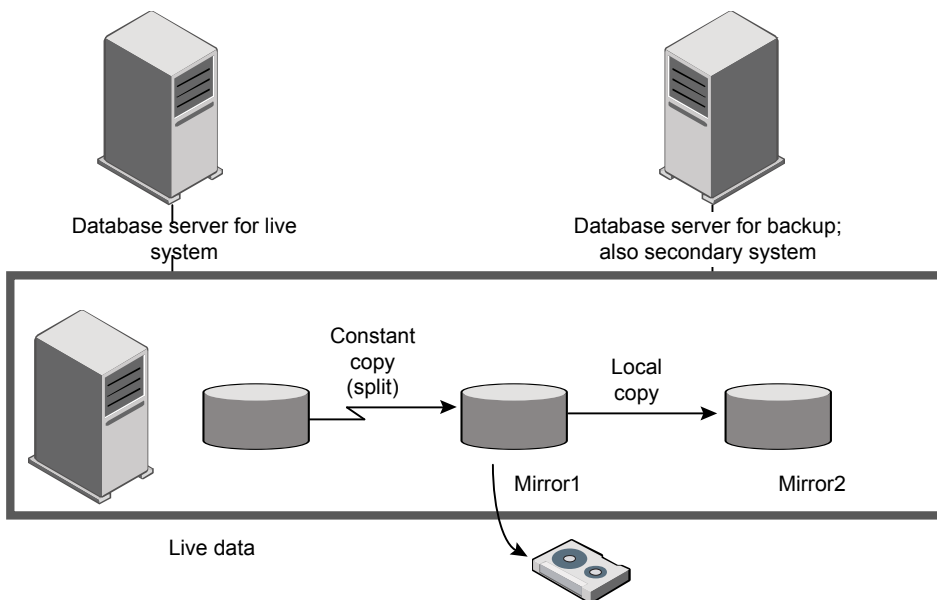 Database server for live
system
Database server for backup;
also secondary system
Constant
copy
(split)
Local
copy
Mirror1
Mirror2
Live data